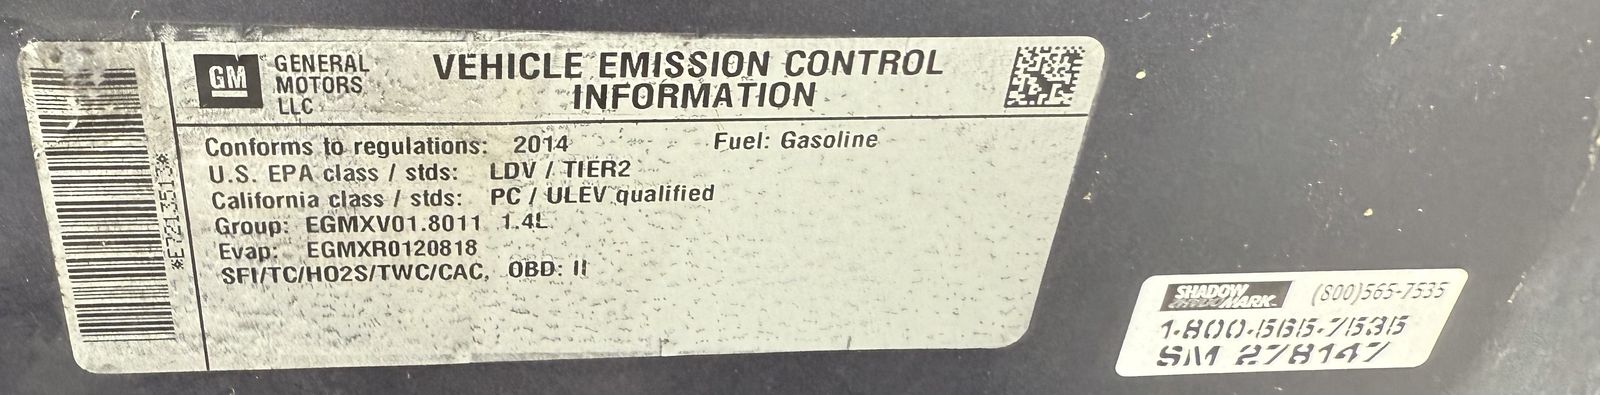 GM GENERAL MOTORS LLC
VEHICLE EMISSION CONTROL
INFORMATION
Conforms to regulations: 2014 Fuel: Gasoline
U.S. EPA class / stds: LDV / TIER2
California class / stds: PC / ULEV qualified
Group: EGMXV01.8011 1.4L
Evap: EGMXR0120818
SFI/TC/HO2S/TWC/CAC. OBD: II
*E72135513*
SHADOW MARK (800)565-7535
1-800-565-7535
SM 278147